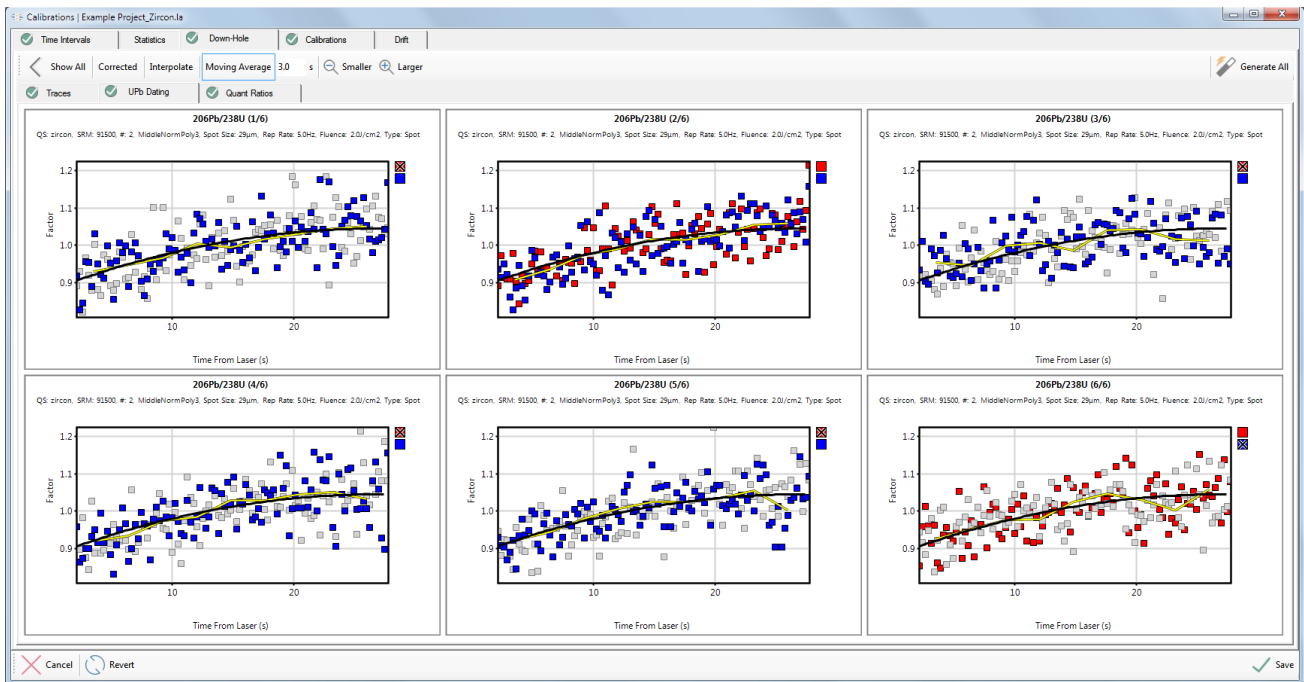 Calibrations | Example Project_Zircon.la
Time Intervals Statistics Down-Hole Calibrations Drift
Show All Corrected Interpolate Moving Average 3.0 s Smaller Larger Generate All
Traces UPb Dating Quant Ratios
206Pb/238U (1/6) 206Pb/238U (2/6) 206Pb/238U (3/6)
QS: zircon, SRM: 91500, #: 2, MiddleNormPoly3, Spot Size: 29µm, Rep Rate: 5.0Hz, Fluence: 2.0J/cm2, Type: Spot QS: zircon, SRM: 91500, #: 2, MiddleNormPoly3, Spot Size: 29µm, Rep Rate: 5.0Hz, Fluence: 2.0J/cm2, Type: Spot QS: zircon, SRM: 91500, #: 2, MiddleNormPoly3, Spot Size: 29µm, Rep Rate: 5.0Hz, Fluence: 2.0J/cm2, Type: Spot
1.2 1.2 1.2
1.1 1.1 1.1
Factor Factor Factor
1.0 1.0 1.0
0.9 0.9 0.9
10 20 10 20 10 20
Time From Laser (s) Time From Laser (s) Time From Laser (s)
206Pb/238U (4/6) 206Pb/238U (5/6) 206Pb/238U (6/6)
QS: zircon, SRM: 91500, #: 2, MiddleNormPoly3, Spot Size: 29µm, Rep Rate: 5.0Hz, Fluence: 2.0J/cm2, Type: Spot QS: zircon, SRM: 91500, #: 2, MiddleNormPoly3, Spot Size: 29µm, Rep Rate: 5.0Hz, Fluence: 2.0J/cm2, Type: Spot QS: zircon, SRM: 91500, #: 2, MiddleNormPoly3, Spot Size: 29µm, Rep Rate: 5.0Hz, Fluence: 2.0J/cm2, Type: Spot
1.2 1.2 1.2
1.1 1.1 1.1
Factor Factor Factor
1.0 1.0 1.0
0.9 0.9 0.9
10 20 10 20 10 20
Time From Laser (s) Time From Laser (s) Time From Laser (s)
Cancel Revert Save